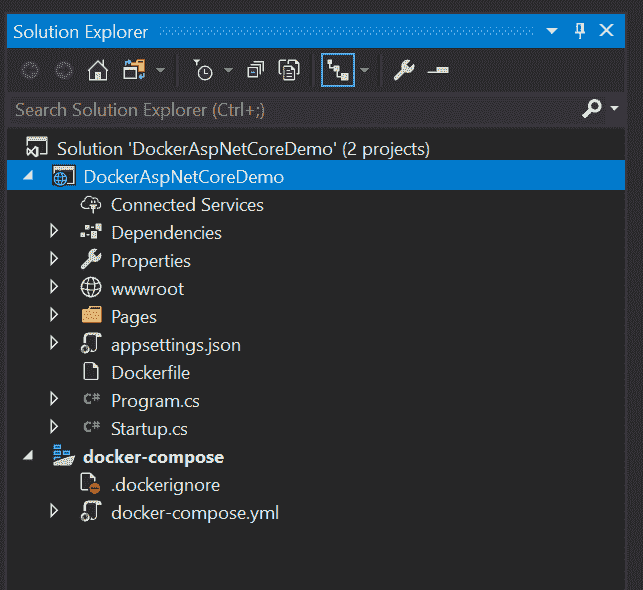 Solution Explorer
Search Solution Explorer (Ctrl+;)
Solution 'DockerAspNetCoreDemo' (2 projects)
DockerAspNetCoreDemo
Connected Services
Dependencies
Properties
wwwroot
Pages
appsettings.json
Dockerfile
C# Program.cs
C# Startup.cs
docker-compose
.dockerignore
docker-compose.yml